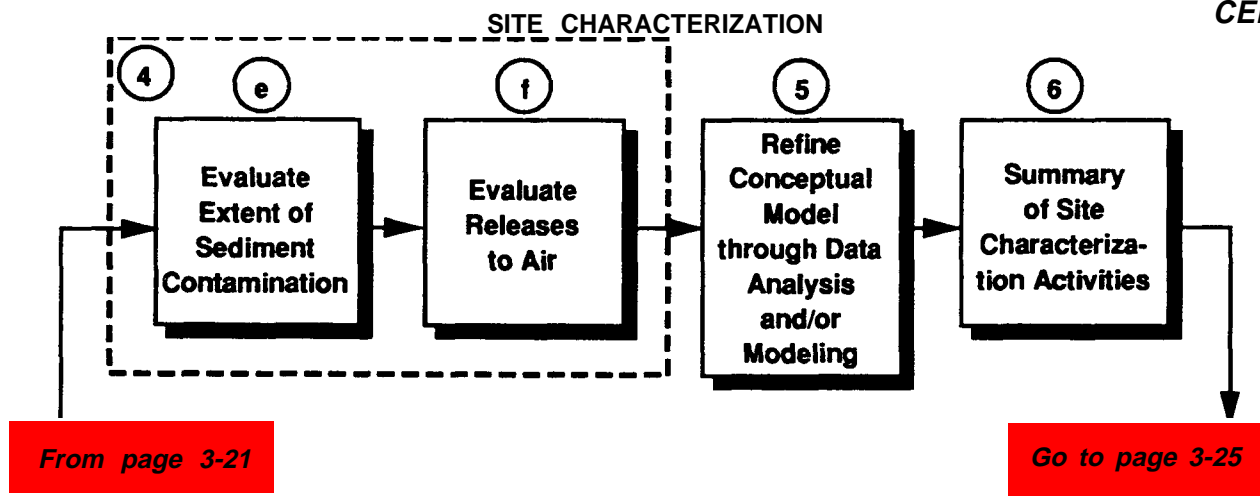 SITE CHARACTERIZATION
4
e
Evaluate
Extent of
Sediment
Contamination
f
Evaluate
Releases
to Air
5
Refine
Conceptual
Model
through Data
Analysis
and/or
Modeling
6
Summary
of Site
Characteriza-
tion Activities
From page 3-21
Go to page 3-25